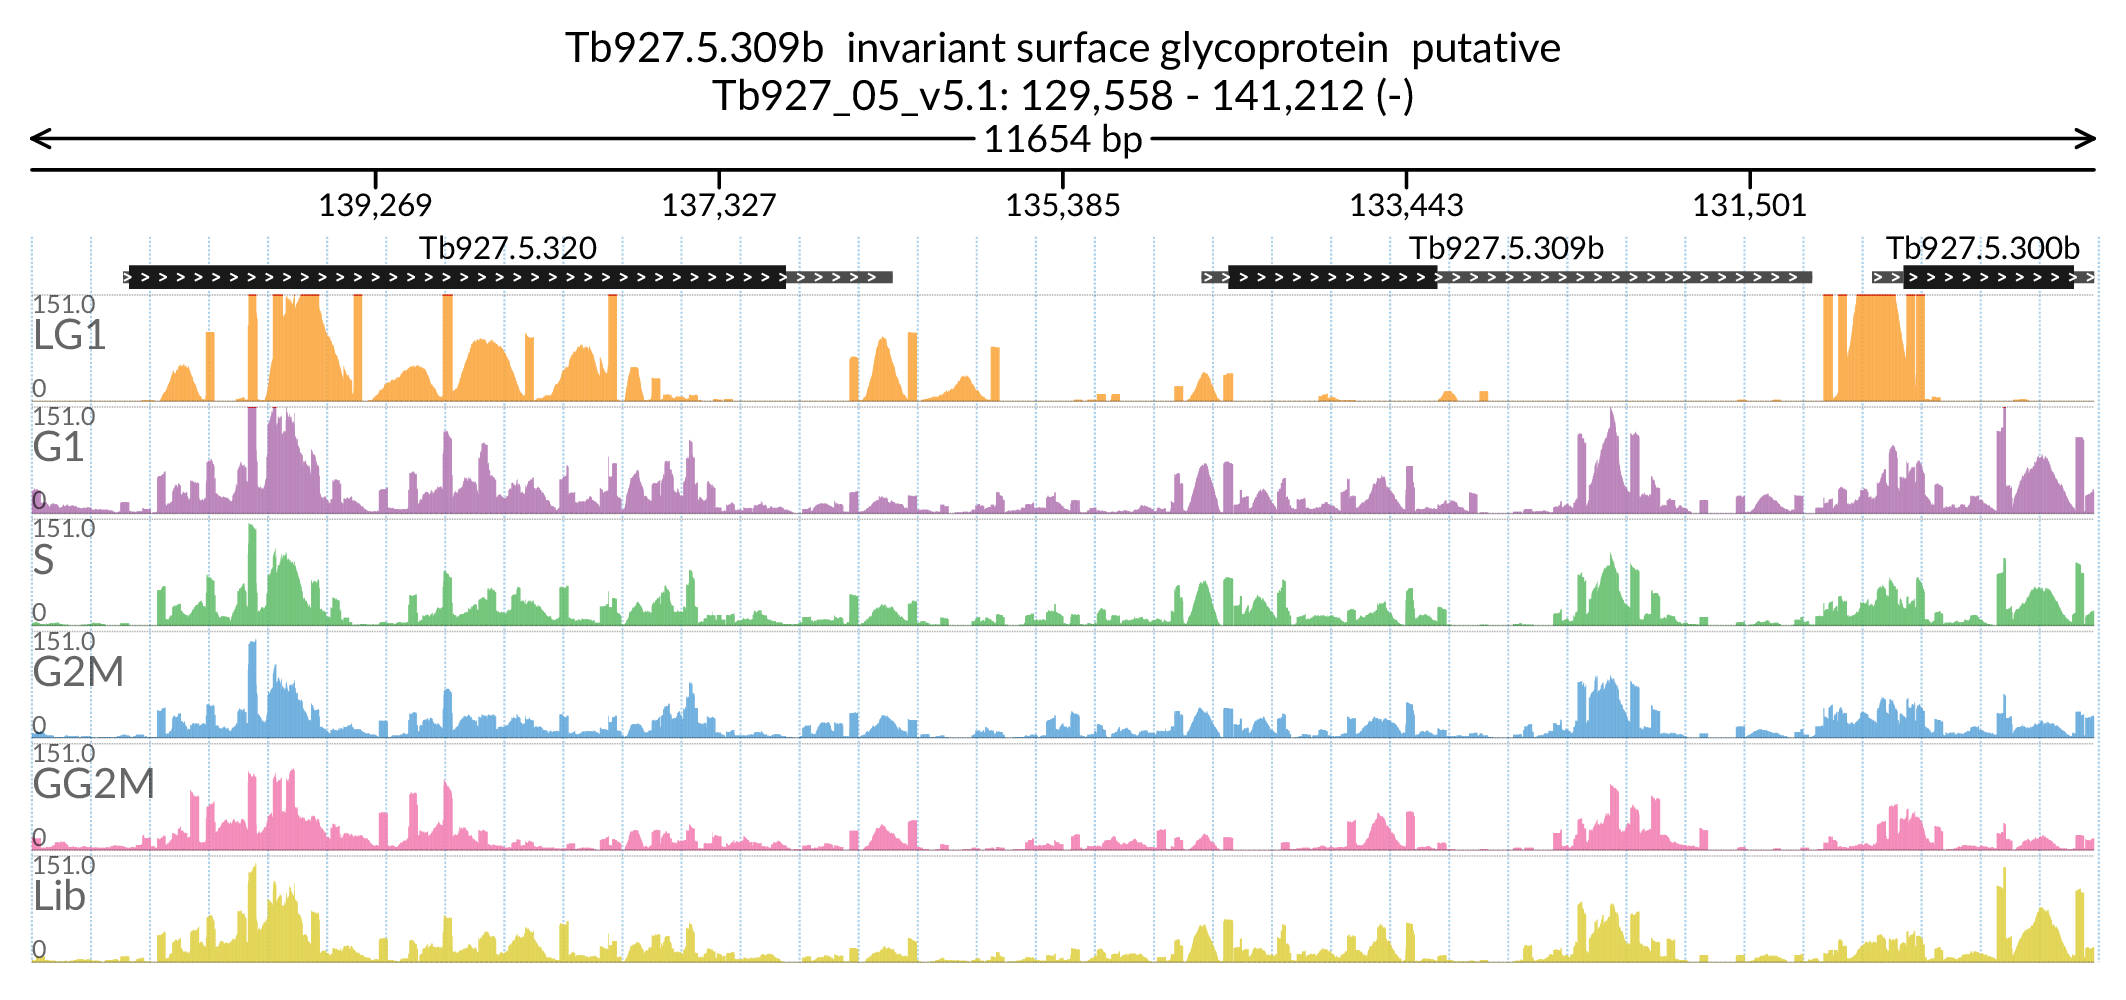 Tb927.5.309b invariant surface glycoprotein putative
Tb927_05_v5.1: 129,558 - 141,212 (-)
11654 bp
139,269 137,327 135,385 133,443 131,501
Tb927.5.320 Tb927.5.309b Tb927.5.300b
151.0
LG1
0
151.0
G1
0
151.0
S
0
151.0
G2M
0
151.0
GG2M
0
151.0
Lib
0